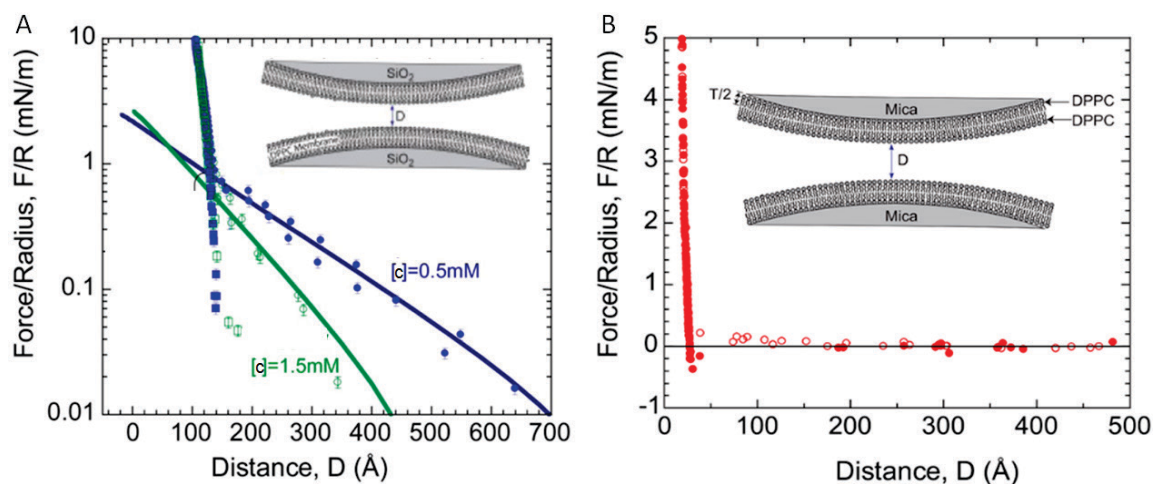 A
Force/Radius, F/R (mN/m)
10
1
0.1
0.01
SiO2
D
SiO2
[c]=0.5mM
[c]=1.5mM
0 100 200 300 400 500 600 700
Distance, D (Å)
B
Force/Radius, F/R (mN/m)
5
4
3
2
1
0
-1
T/2
Mica
DPPC
DPPC
D
Mica
0 100 200 300 400 500
Distance, D (Å)